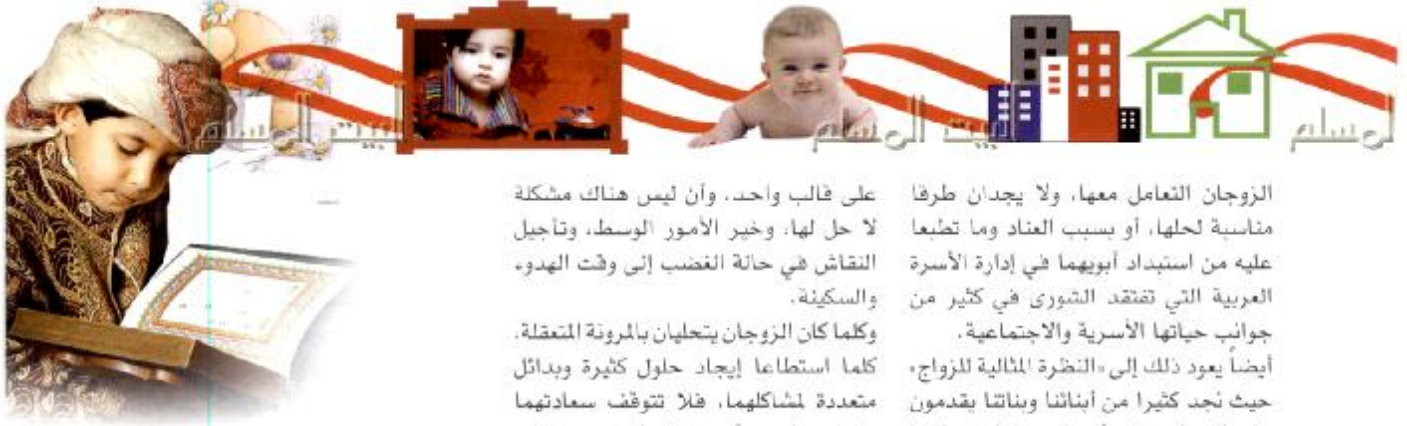 البيت المسلم
البيت المسلم
المسلم
الزوجان التعامل معها، ولا يجدان طرقا
مناسبة لحلها، أو بسبب العناد وما تطبعا
عليه من استبداد أبويهما في إدارة الأسرة
العربية التي تفتقد الشورى في كثير من
جوانب حياتها الأسرية والاجتماعية.
أيضاً يعود ذلك إلى «النظرة المثالية للزواج»
حيث نجد كثيرا من أبنائنا وبناتنا يقدمون
على قالب واحد، وأن ليس هناك مشكلة
لا حل لها، وخير الأمور الوسط، وتأجيل
النقاش في حالة الغضب إلى وقت الهدوء
والسكينة.
وكلما كان الزوجان يتحليان بالمرونة المتعقلة،
كلما استطاعا إيجاد حلول كثيرة وبدائل
متعددة لمشاكلهما، فلا تتوقف سعادتهما